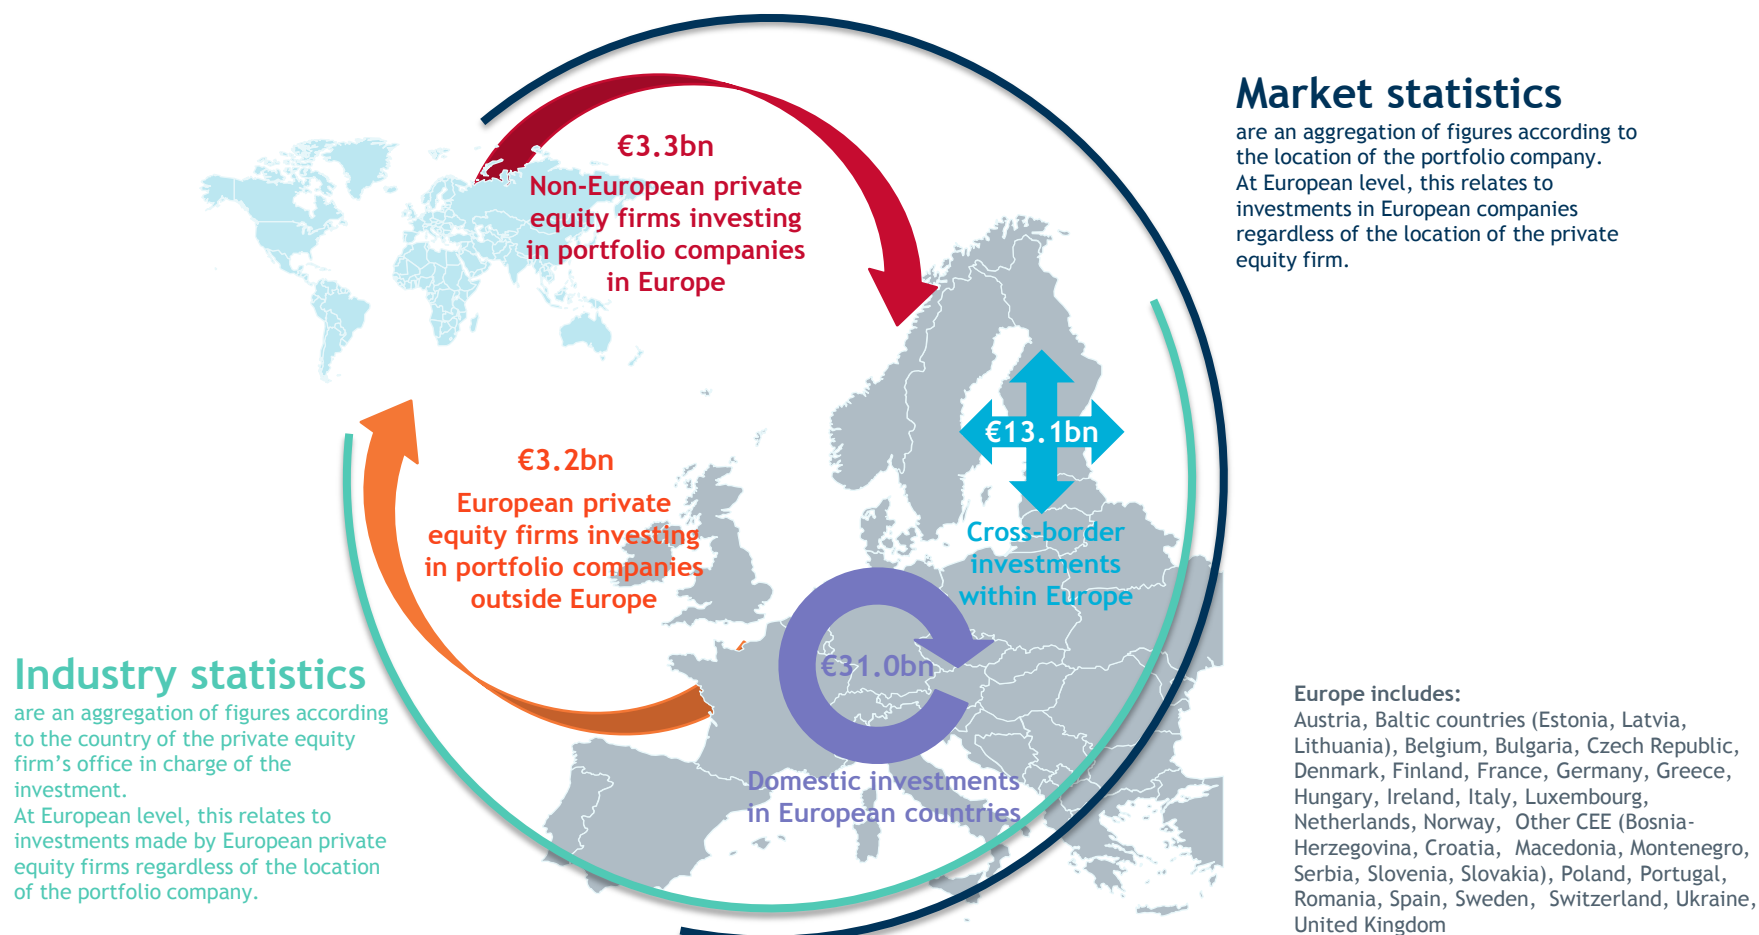 Market statistics
are an aggregation of figures according to
the location of the portfolio company.
At European level, this relates to
investments in European companies
regardless of the location of the private
equity firm.
€3.3bn
Non-European private
equity firms investing
in portfolio companies
in Europe
€13.1bn
Cross-border
investments
within Europe
€3.2bn
European private
equity firms investing
in portfolio companies
outside Europe
€31.0bn
Domestic investments
in European countries
Industry statistics
are an aggregation of figures according
to the country of the private equity
firm’s office in charge of the
investment.
At European level, this relates to
investments made by European private
equity firms regardless of the location
of the portfolio company.
Europe includes:
Austria, Baltic countries (Estonia, Latvia,
Lithuania), Belgium, Bulgaria, Czech Republic,
Denmark, Finland, France, Germany, Greece,
Hungary, Ireland, Italy, Luxembourg,
Netherlands, Norway, Other CEE (Bosnia-
Herzegovina, Croatia, Macedonia, Montenegro,
Serbia, Slovenia, Slovakia), Poland, Portugal,
Romania, Spain, Sweden, Switzerland, Ukraine,
United Kingdom